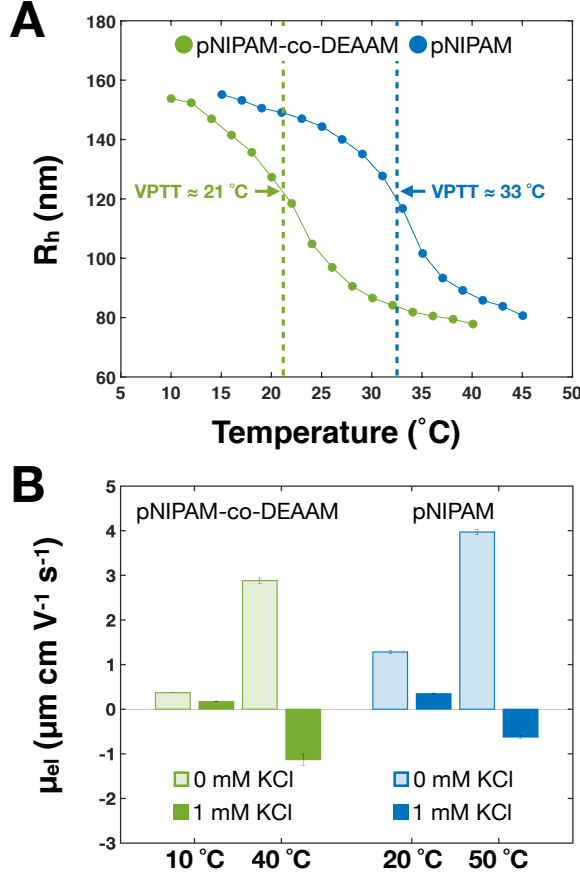 A
pNIPAM-co-DEAAM pNIPAM
180
160
140
120
100
80
60
R_h (nm)
VPTT ≈ 21 °C
VPTT ≈ 33 °C
5 10 15 20 25 30 35 40 45 50
Temperature (°C)
B
pNIPAM-co-DEAAM pNIPAM
5
4
3
2
1
0
-1
-2
-3
μ_el (μm cm V⁻¹ s⁻¹)
0 mM KCl 0 mM KCl
1 mM KCl 1 mM KCl
10 °C 40 °C 20 °C 50 °C